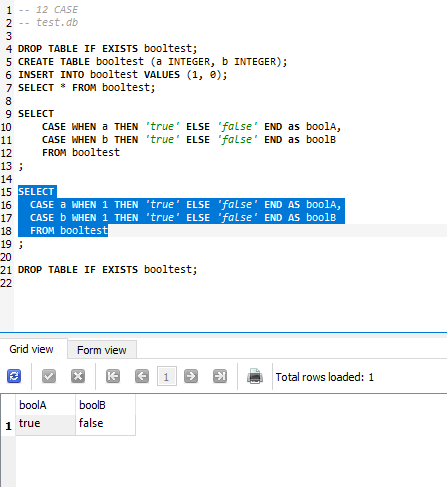 1 -- 12 CASE
2 -- test.db
3
4 DROP TABLE IF EXISTS booltest;
5 CREATE TABLE booltest (a INTEGER, b INTEGER);
6 INSERT INTO booltest VALUES (1, 0);
7 SELECT * FROM booltest;
8
9 SELECT
10 CASE WHEN a THEN 'true' ELSE 'false' END as boolA,
11 CASE WHEN b THEN 'true' ELSE 'false' END as boolB
12 FROM booltest
13 ;
14
15 SELECT
16 CASE a WHEN 1 THEN 'true' ELSE 'false' END AS boolA,
17 CASE b WHEN 1 THEN 'true' ELSE 'false' END AS boolB
18 FROM booltest
19 ;
20
21 DROP TABLE IF EXISTS booltest;
22
Grid view Form view
1 Total rows loaded: 1
boolA boolB
1 true false